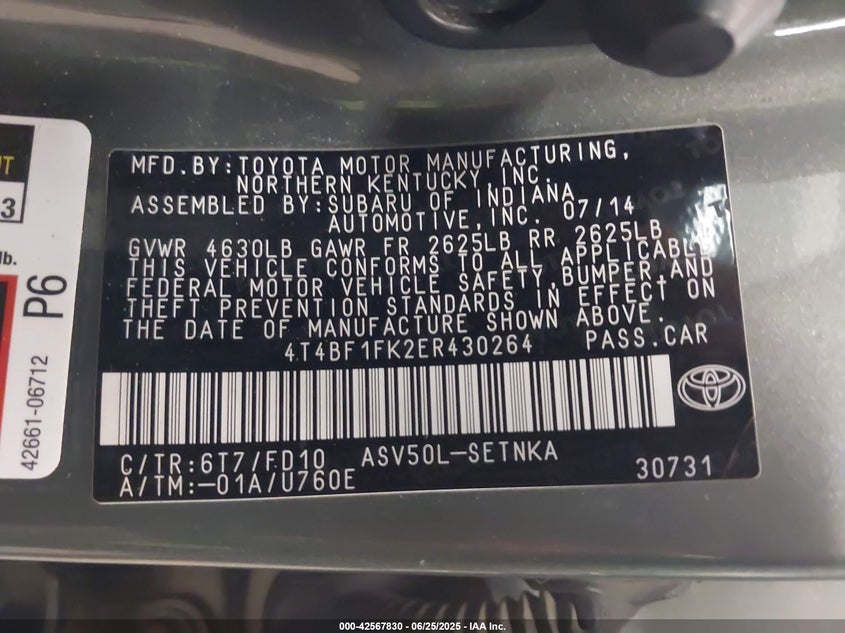 MFD.BY:TOYOTA MOTOR MANUFACTURING,
NORTHERN KENTUCKY, INC.
ASSEMBLED BY:SUBARU OF INDIANA
AUTOMOTIVE,INC. 07/14
GVWR 4630LB GAWR FR 2625LB RR 2625LB
THIS VEHICLE CONFORMS TO ALL APPLICABLE
FEDERAL MOTOR VEHICLE SAFETY,BUMPER,AND
THEFT PREVENTION STANDARDS IN EFFECT ON
THE DATE OF MANUFACTURE SHOWN ABOVE.
4T4BF1FK2ER430264 PASS.CAR
C/TR:6T7/FD10 ASV50L-SETNKA
A/TM:-01A/U760E 30731
3
lb.
P6
42661-06712
000-42567830 - 06/25/2025 - IAA Inc.